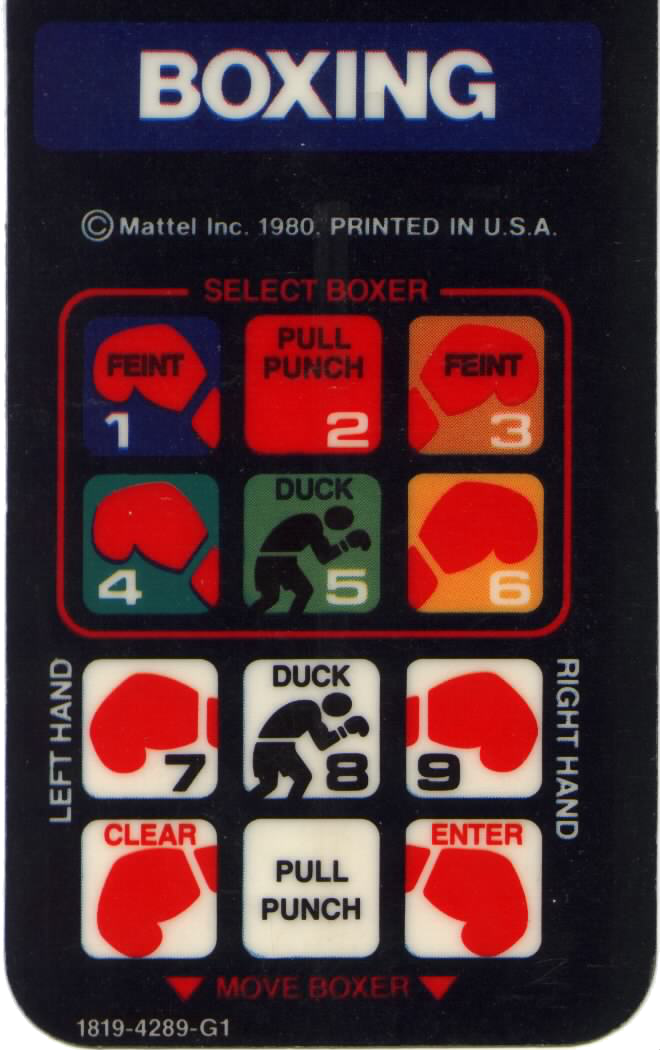 BOXING
©Mattel Inc. 1980. PRINTED IN U.S.A.
SELECT BOXER
FEINT
1
PULL
PUNCH
2
FEINT
3
4
DUCK
5
6
LEFT HAND
7
DUCK
8
9
RIGHT HAND
CLEAR
PULL
PUNCH
ENTER
▼ MOVE BOXER ▼
1819-4289-G1